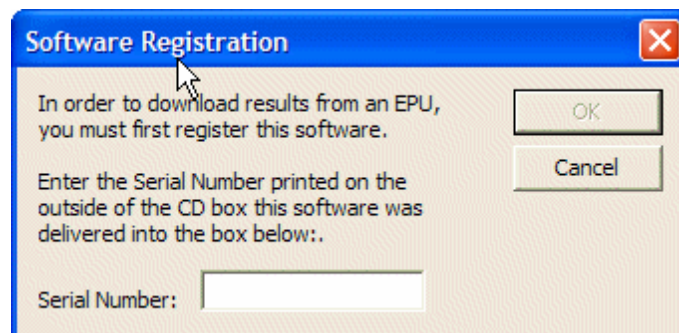 Software Registration
In order to download results from an EPU,
you must first register this software.
OK
Cancel
Enter the Serial Number printed on the
outside of the CD box this software was
delivered into the box below:.
Serial Number: